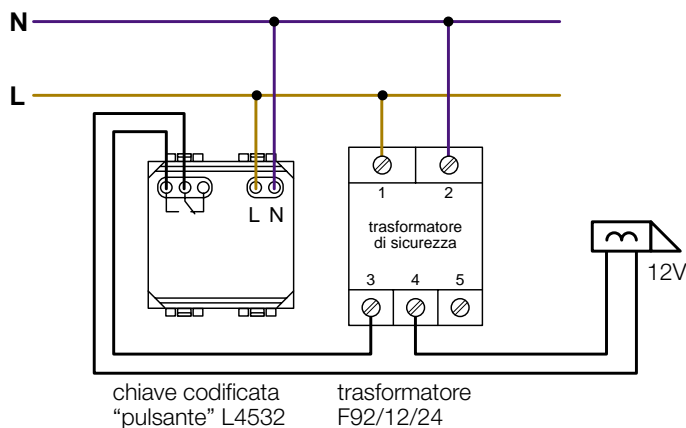 N
L
L N
1 2
trasformatore
di sicurezza
3 4 5
12V
chiave codificata
“pulsante” L4532
trasformatore
F92/12/24